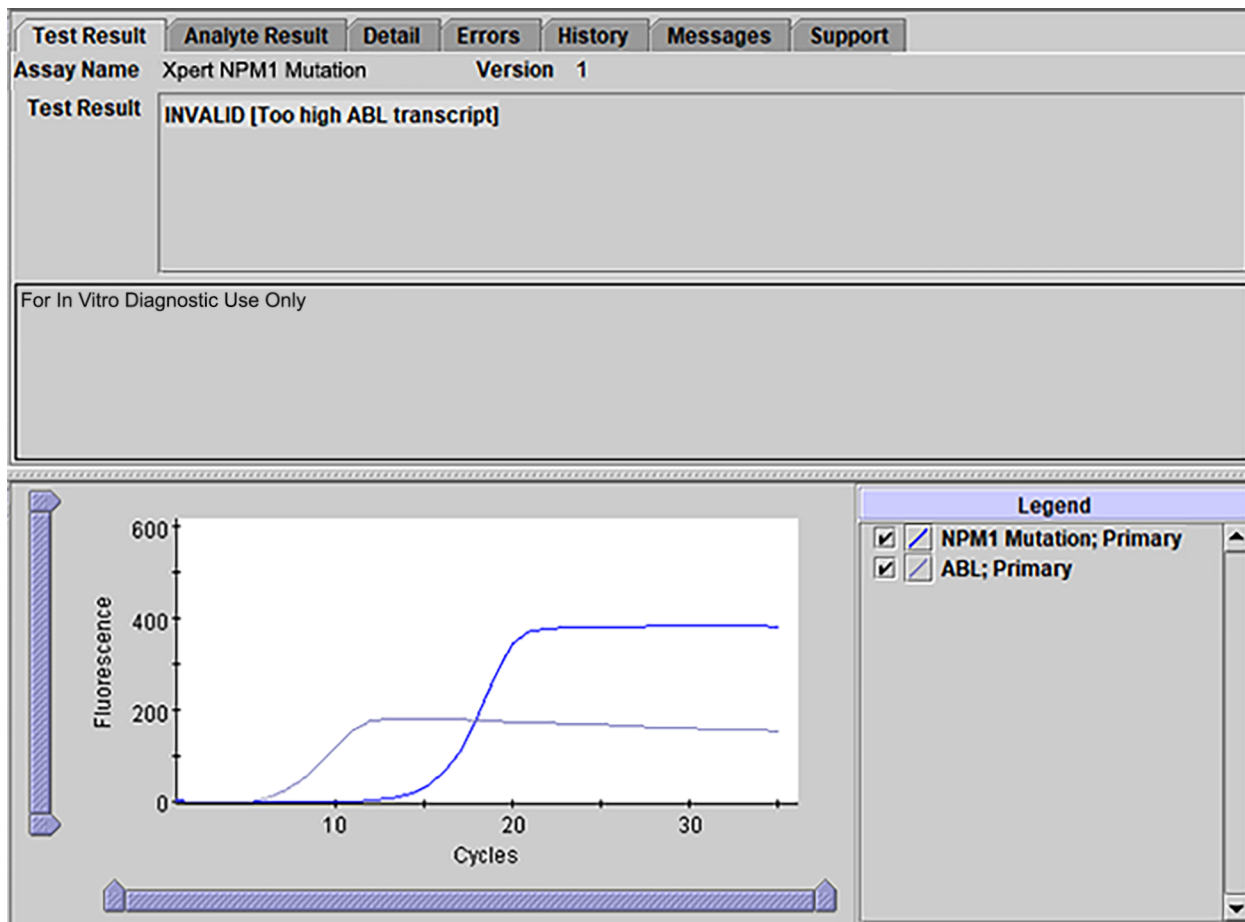 Test Result Analyte Result Detail Errors History Messages Support
Assay Name Xpert NPM1 Mutation Version 1
Test Result INVALID [Too high ABL transcript]
For In Vitro Diagnostic Use Only
Legend
NPM1 Mutation; Primary
ABL; Primary
600
400
200
0
Fluorescence
10 20 30
Cycles